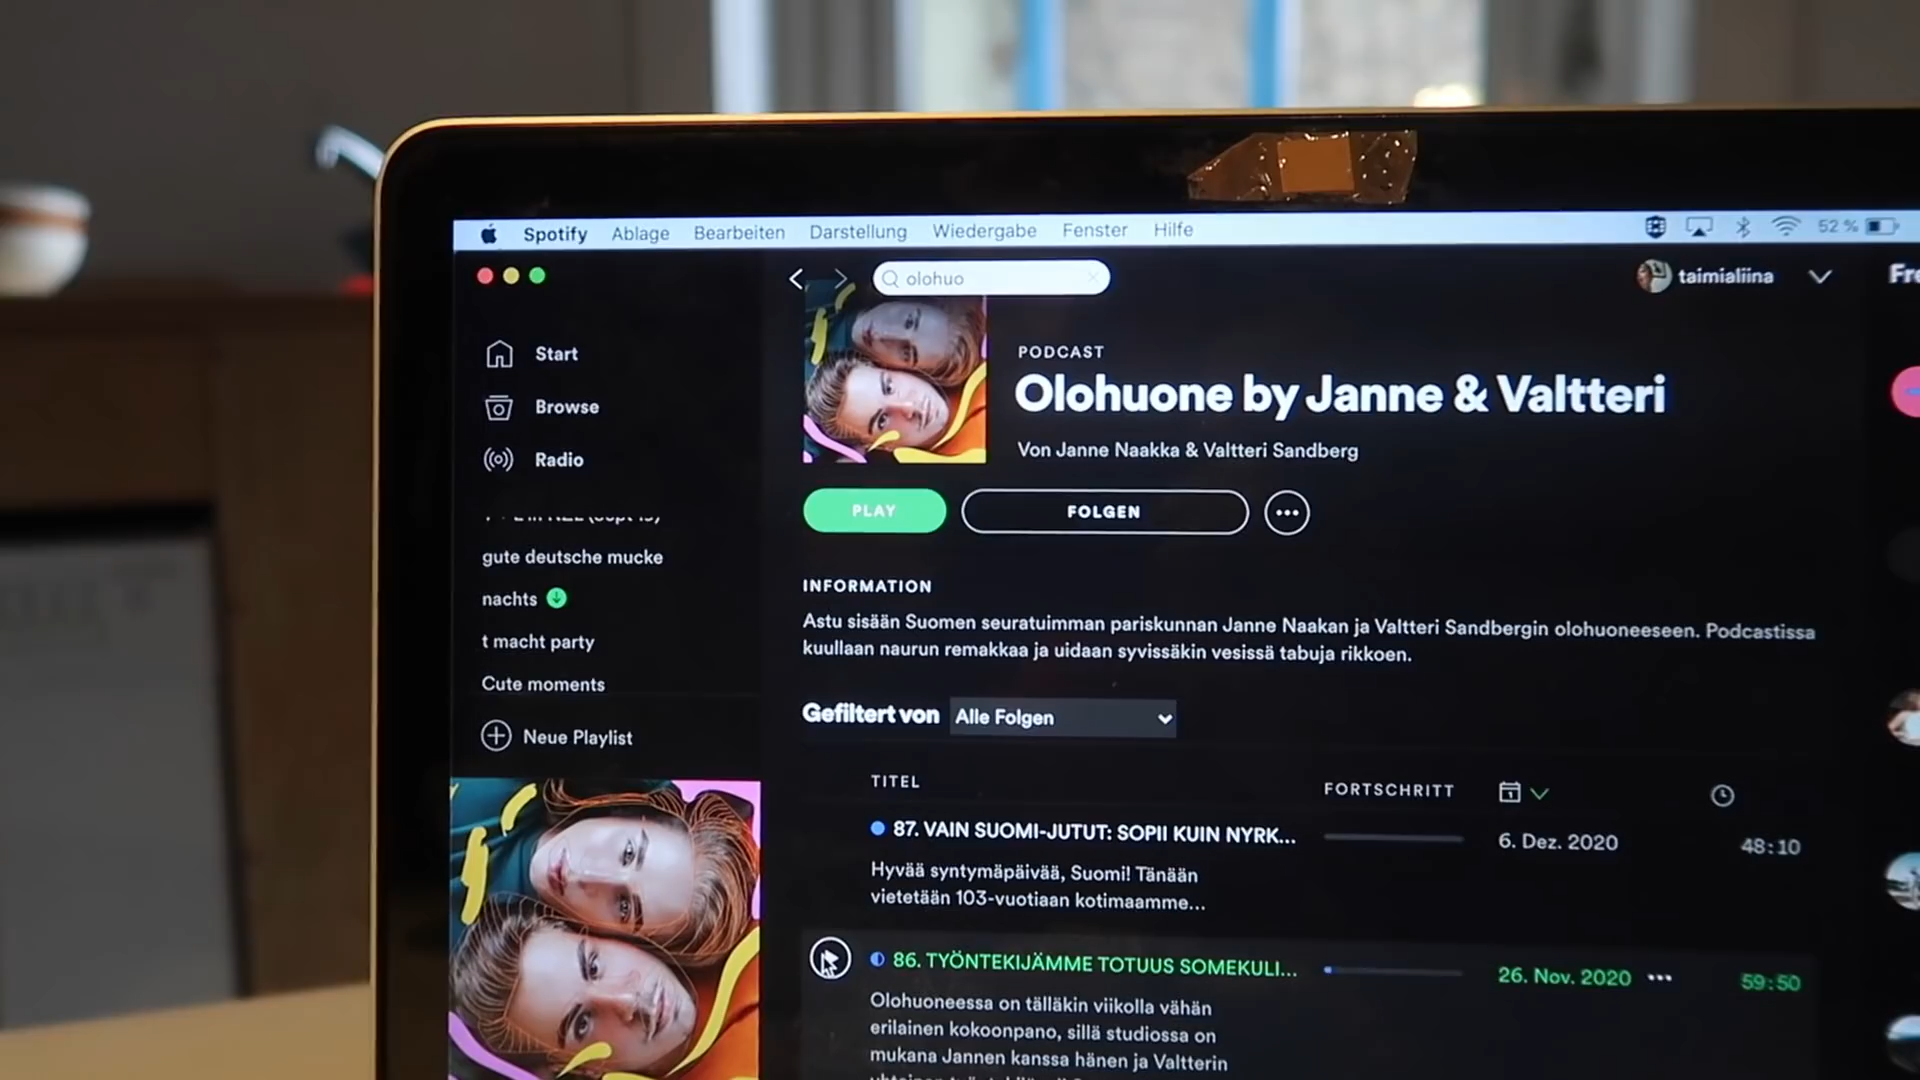 Spotify Ablage Bearbeiten Darstellung Wiedergabe Fenster Hilfe 52 %
olohuo
taimialiina
Fre
Start
Browse
Radio
gute deutsche mucke
nachts
t macht party
Cute moments
Neue Playlist
PODCAST
Olohuone by Janne & Valtteri
Von Janne Naakka & Valtteri Sandberg
PLAY
FOLGEN
INFORMATION
Astu sisään Suomen seuratuimman pariskunnan Janne Naakan ja Valtteri Sandbergin olohuoneeseen. Podcastissa
kuullaan naurun remakkaa ja uidaan syvissäkin vesissä tabuja rikkoen.
Gefiltert von Alle Folgen
TITEL FORTSCHRITT
87. VAIN SUOMI-JUTUT: SOPII KUIN NYRK... 6. Dez. 2020 48:10
Hyvää syntymäpäivää, Suomi! Tänään
vietetään 103-vuotiaan kotimaamme...
86. TYÖNTEKIJÄMME TOTUUS SOMEKULI... 26. Nov. 2020 59:50
Olohuoneessa on tälläkin viikolla vähän
erilainen kokoonpano, sillä studiossa on
mukana Jannen kanssa hänen ja Valtterin